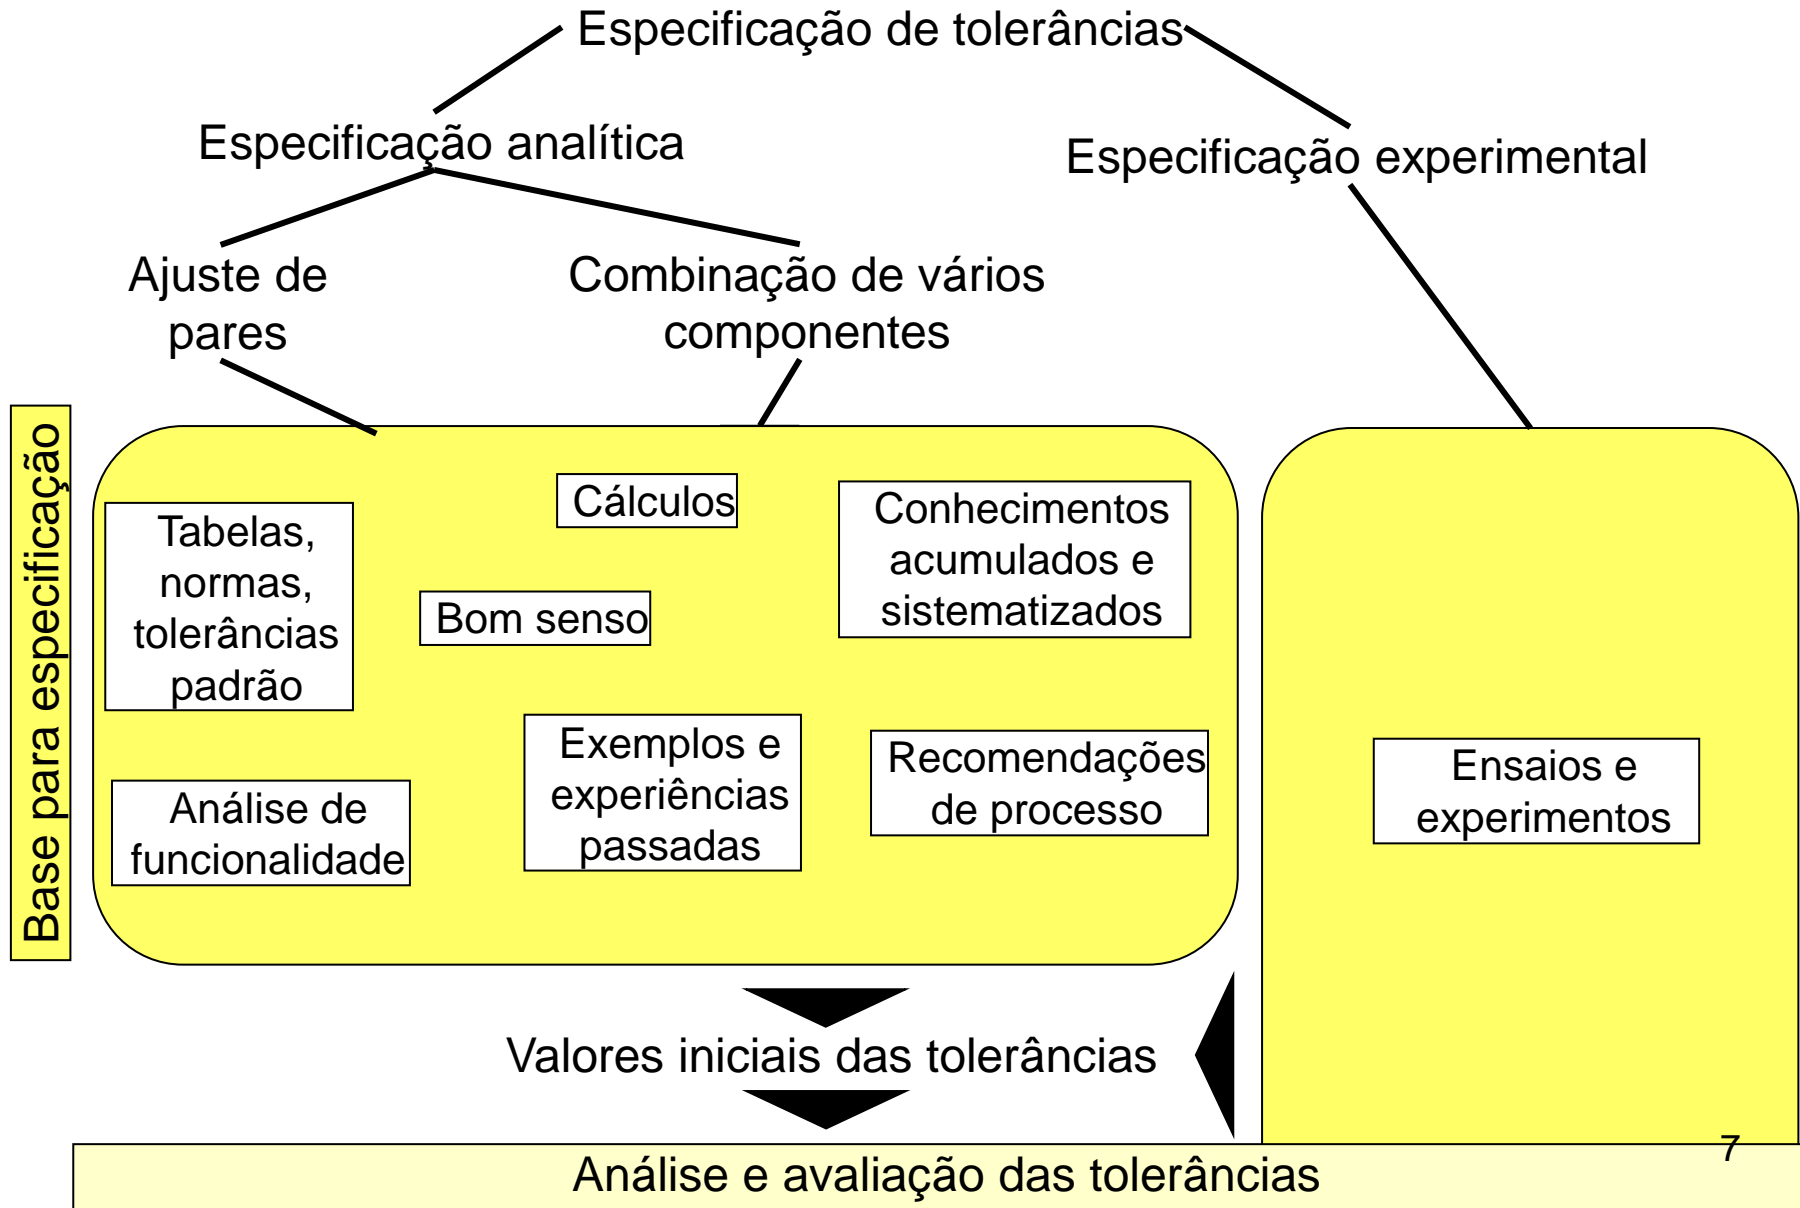 Especificação de tolerâncias
Especificação analítica
Especificação experimental
Ajuste de
pares
Combinação de vários
componentes
Base para especificação
Tabelas,
normas,
tolerâncias
padrão
Cálculos
Bom senso
Conhecimentos
acumulados e
sistematizados
Análise de
funcionalidade
Exemplos e
experiências
passadas
Recomendações
de processo
Ensaios e
experimentos
Valores iniciais das tolerâncias
7
Análise e avaliação das tolerâncias